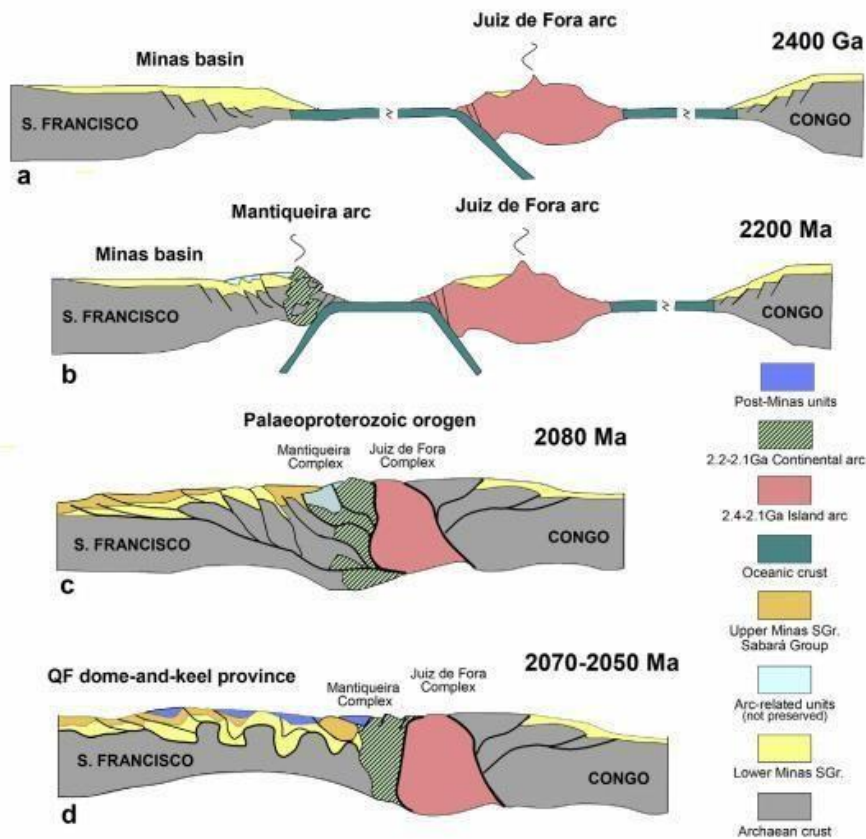 Juiz de Fora arc
2400 Ga
Minas basin
S. FRANCISCO
CONGO
a
Mantiqueira arc
Juiz de Fora arc
2200 Ma
Minas basin
S. FRANCISCO
CONGO
b
Post-Minas units
Palaeoproterozoic orogen
2080 Ma
Mantiqueira
Complex
Juiz de Fora
Complex
2.2-2.1Ga Continental arc
2.4-2.1Ga Island arc
S. FRANCISCO
CONGO
c
Oceanic crust
Upper Minas SGr.
Sabará Group
QF dome-and-keel province
2070-2050 Ma
Mantiqueira
Complex
Juiz de Fora
Complex
Arc-related units
(not preserved)
S. FRANCISCO
CONGO
d
Lower Minas SGr.
Archaean crust